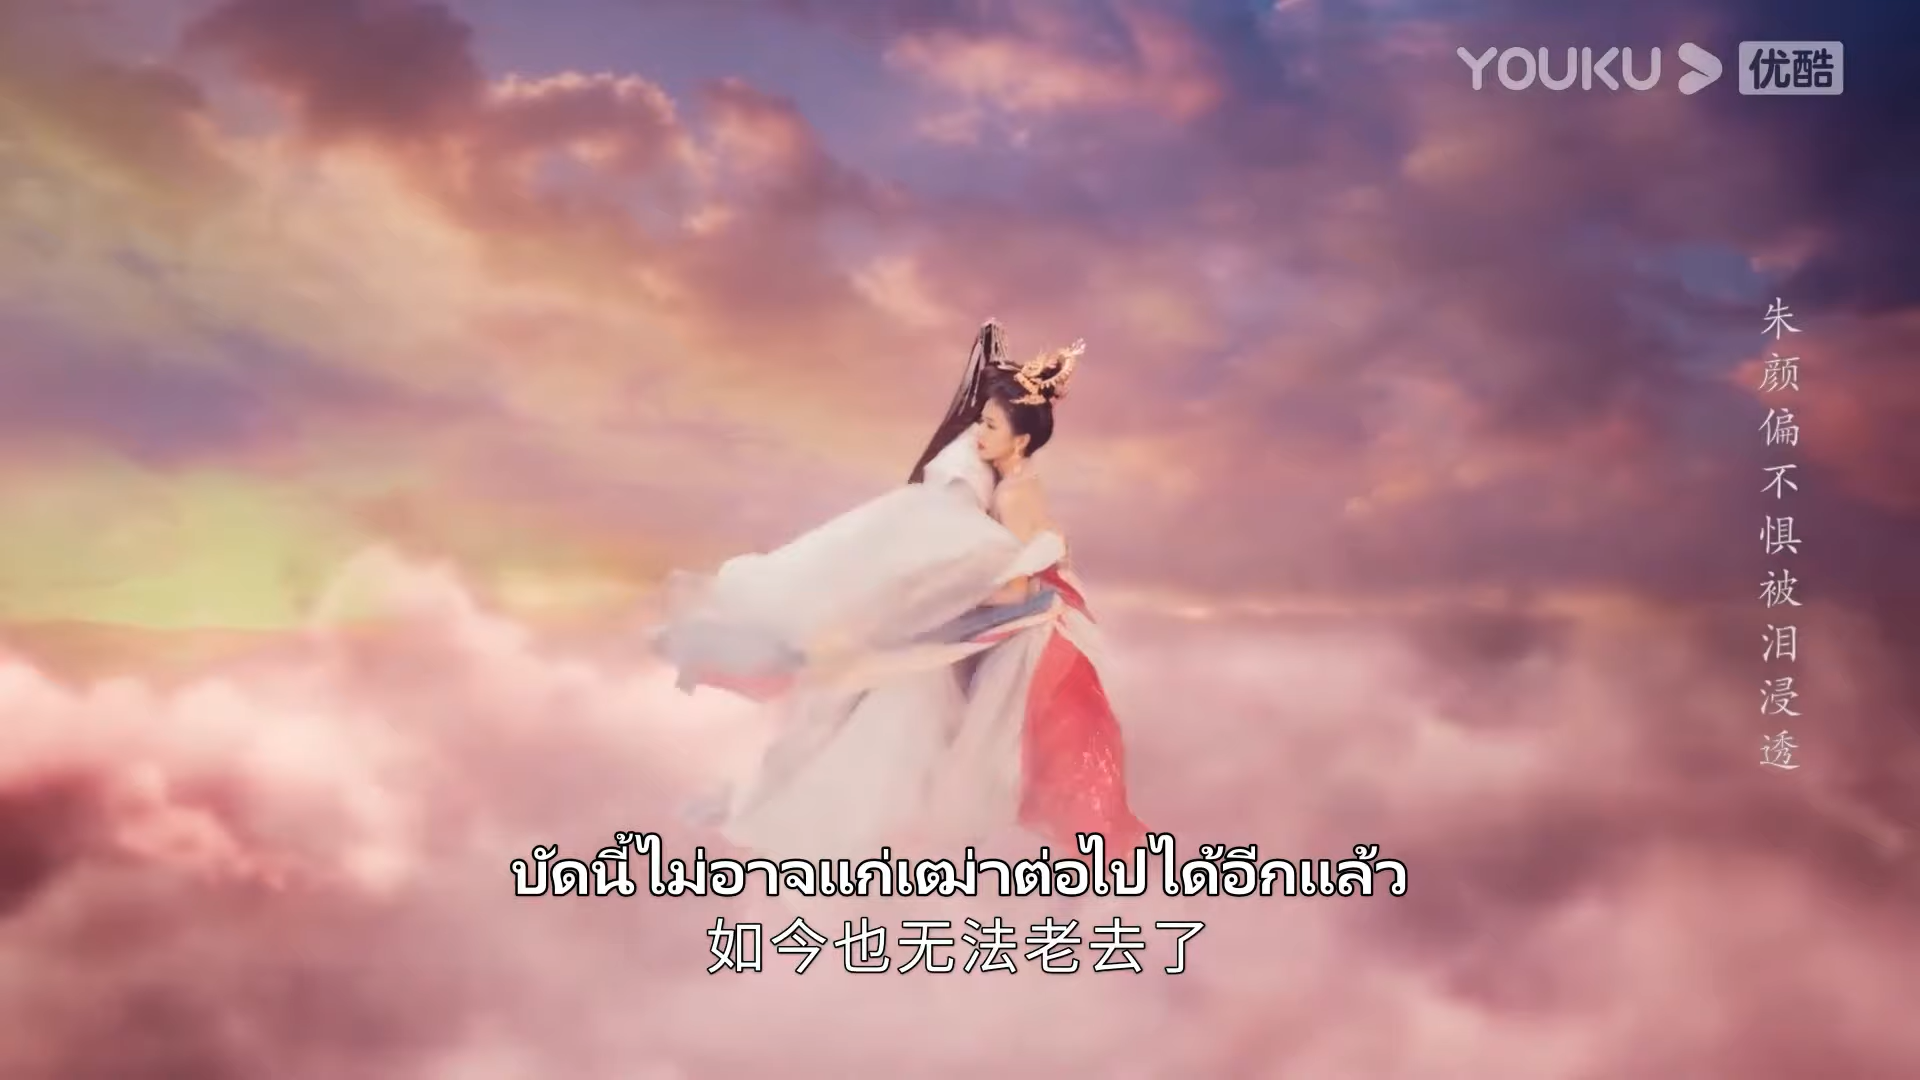 YOUKU 优酷
朱颜偏不惧被泪浸透
บัดนี้ไม่อาจแก่เฒ่าต่อไปได้อีกแล้ว
如今也无法老去了